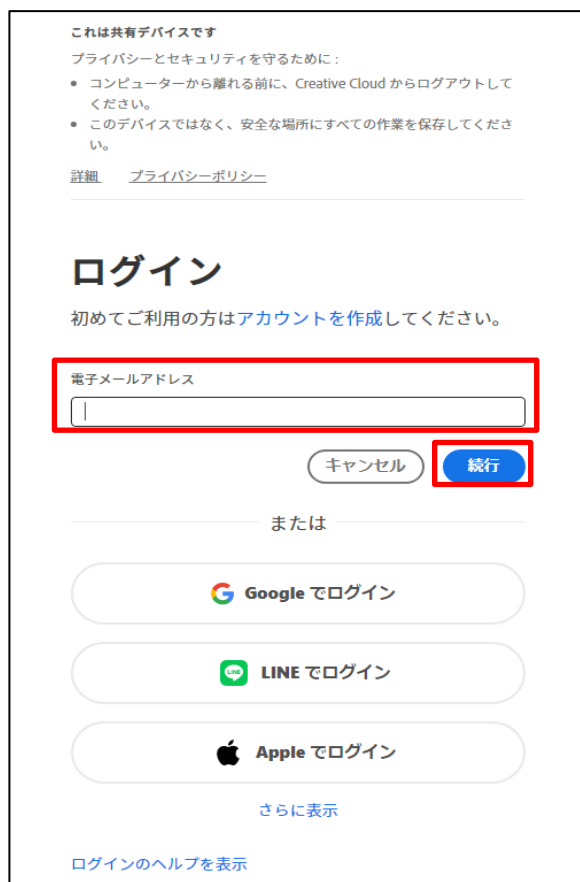 これは共有デバイスです
プライバシーとセキュリティを守るために :
• コンピューターから離れる前に、Creative Cloud からログアウトして
ください。
• このデバイスではなく、安全な場所にすべての作業を保存してくださ
い。
詳細 プライバシーポリシー
ログイン
初めてご利用の方はアカウントを作成してください。
電子メールアドレス
キャンセル 続行
または
Google でログイン
LINE
LINE でログイン
Apple でログイン
さらに表示
ログインのヘルプを表示